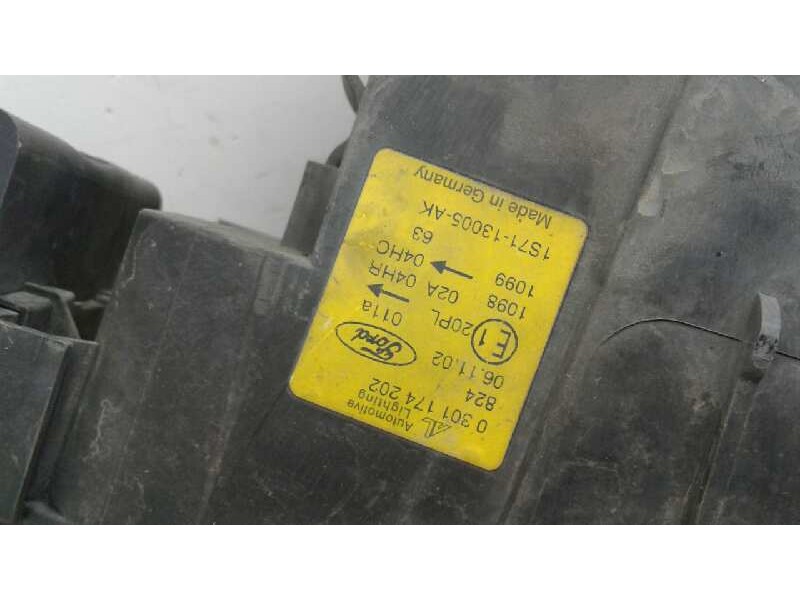 Automotive
Lighting
0 301 174 202
824
06.11.02
Ford
E1
20PL 011a
1098 02A 04HR
1099 04HC
63
1S71-13005-AK
Made in Germany